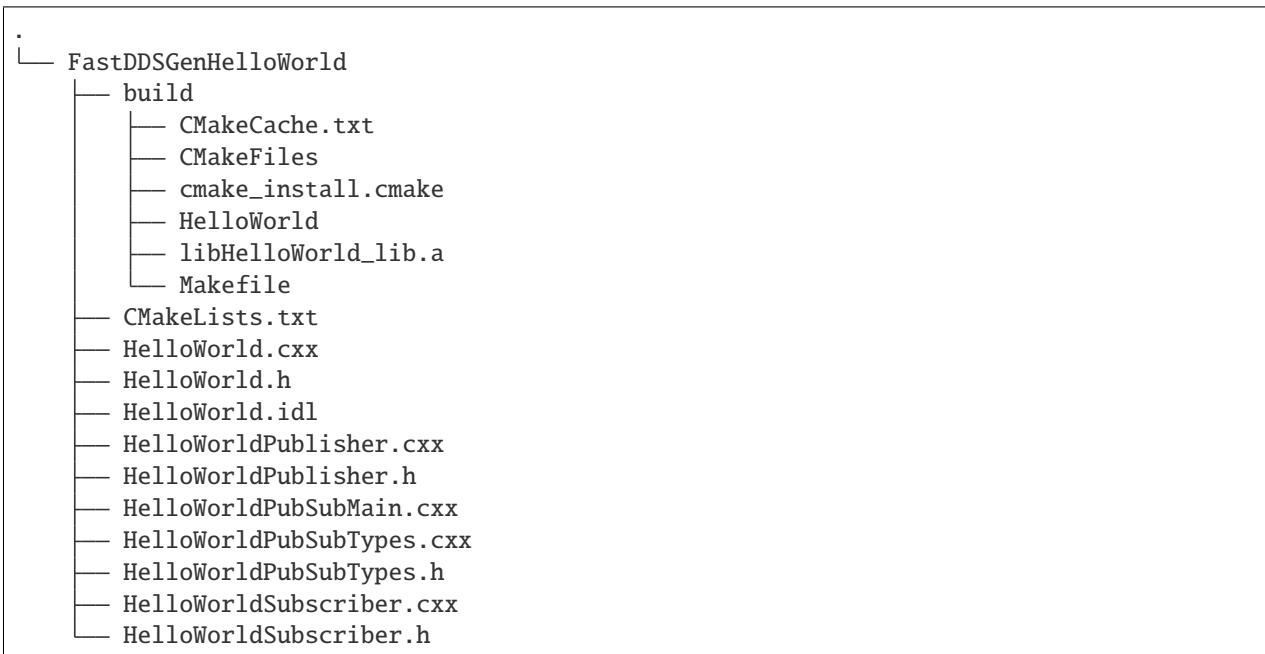 .
└── FastDDSGenHelloWorld
    ├── build
    │   ├── CMakeCache.txt
    │   ├── CMakeFiles
    │   ├── cmake_install.cmake
    │   ├── HelloWorld
    │   ├── libHelloWorld_lib.a
    │   └── Makefile
    ├── CMakeLists.txt
    ├── HelloWorld.cxx
    ├── HelloWorld.h
    ├── HelloWorld.idl
    ├── HelloWorldPublisher.cxx
    ├── HelloWorldPublisher.h
    ├── HelloWorldPubSubMain.cxx
    ├── HelloWorldPubSubTypes.cxx
    ├── HelloWorldPubSubTypes.h
    ├── HelloWorldSubscriber.cxx
    └── HelloWorldSubscriber.h